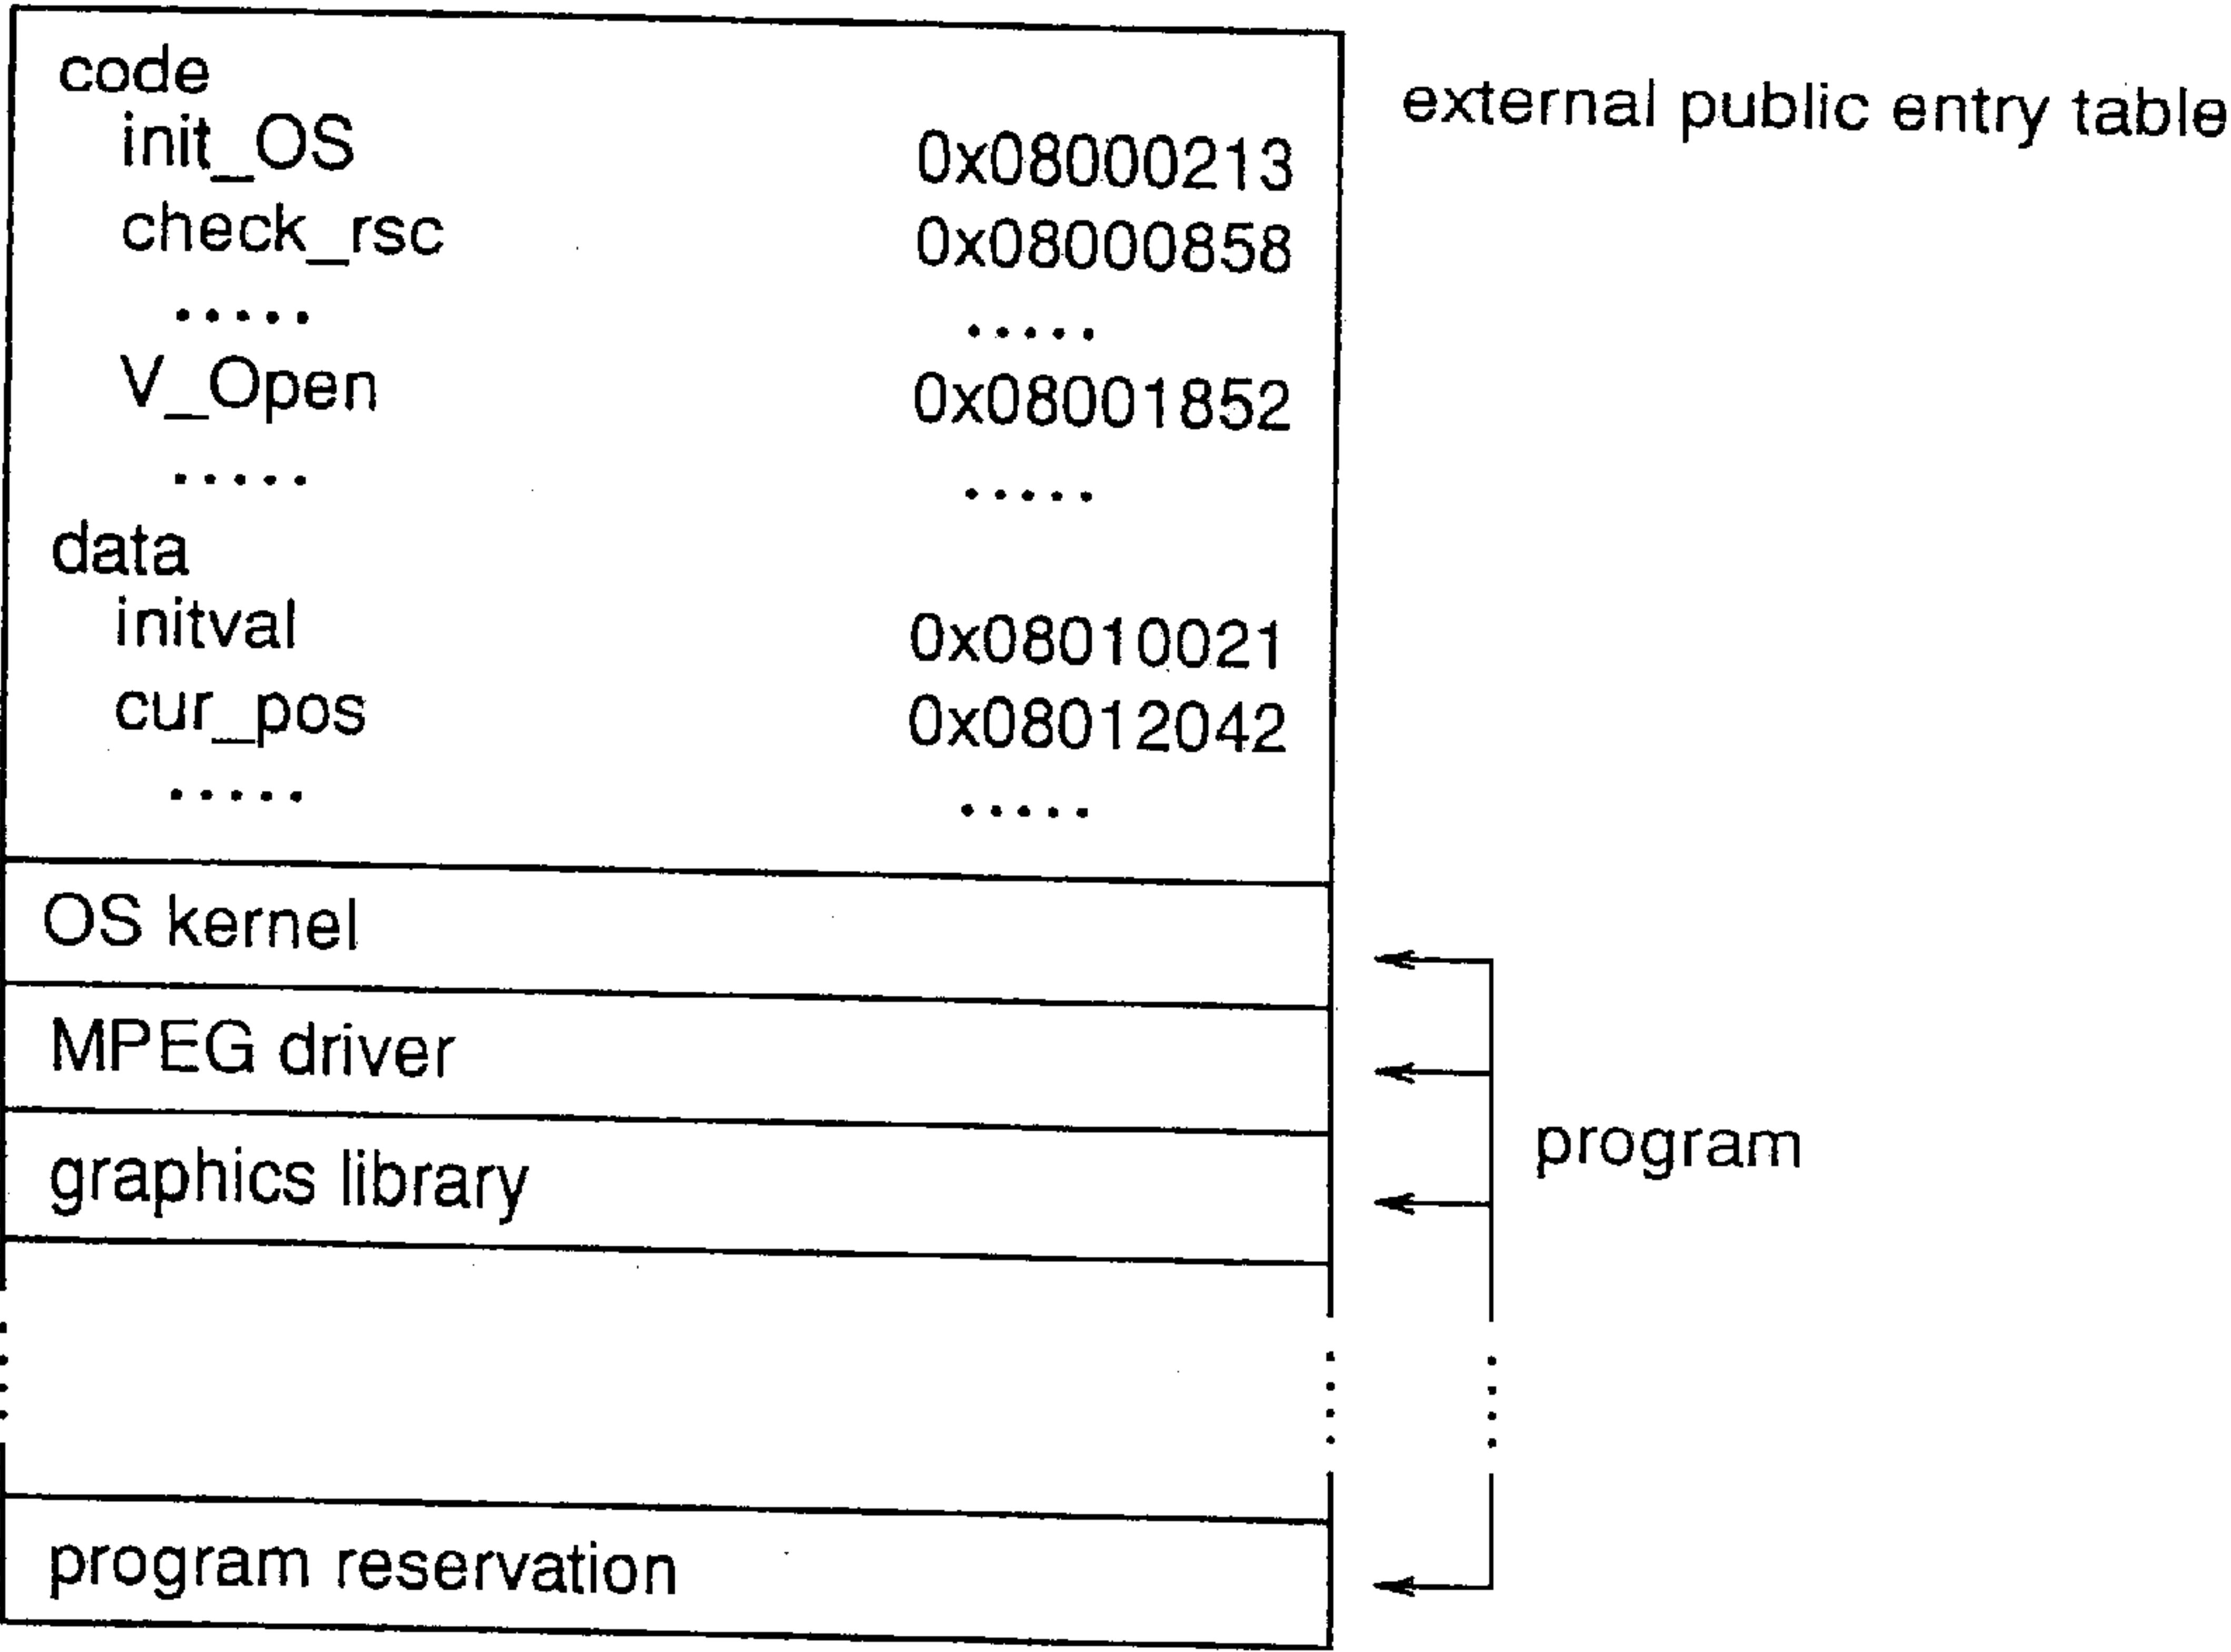 code
external public entry table
init_OS 0x08000213
check_rsc 0x08000858
..... .....
V_Open 0x08001852
..... .....
data
initval 0x08010021
cur_pos 0x08012042
..... .....
OS kernel
MPEG driver
program
graphics library
program reservation